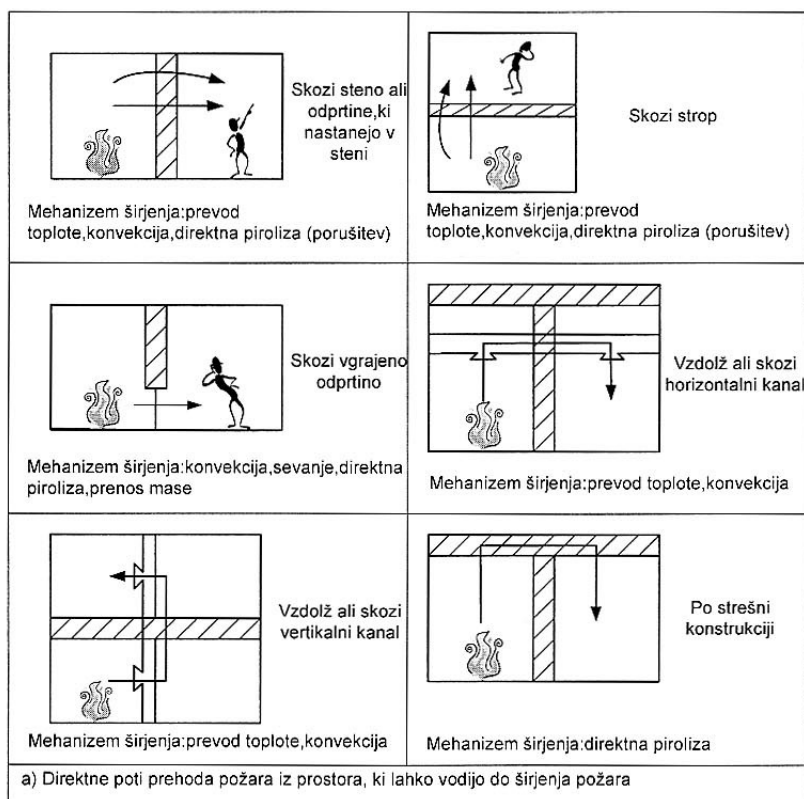 Skozi steno ali
odprtine,ki
nastanejo v
steni
Mehanizem širjenja:prevod
toplote,konvekcija,direktna piroliza (porušitev)
Skozi strop
Mehanizem širjenja:prevod
toplote,konvekcija,direktna piroliza (porušitev)
Skozi vgrajeno
odprtino
Mehanizem širjenja:konvekcija,sevanje,direktna
piroliza,prenos mase
Vzdolž ali skozi
horizontalni kanal
Mehanizem širjenja:prevod toplote,konvekcija
Vzdolž ali skozi
vertikalni kanal
Mehanizem širjenja:prevod toplote,konvekcija
Po strešni
konstrukciji
Mehanizem širjenja:direktna piroliza
a) Direktne poti prehoda požara iz prostora, ki lahko vodijo do širjenja požara